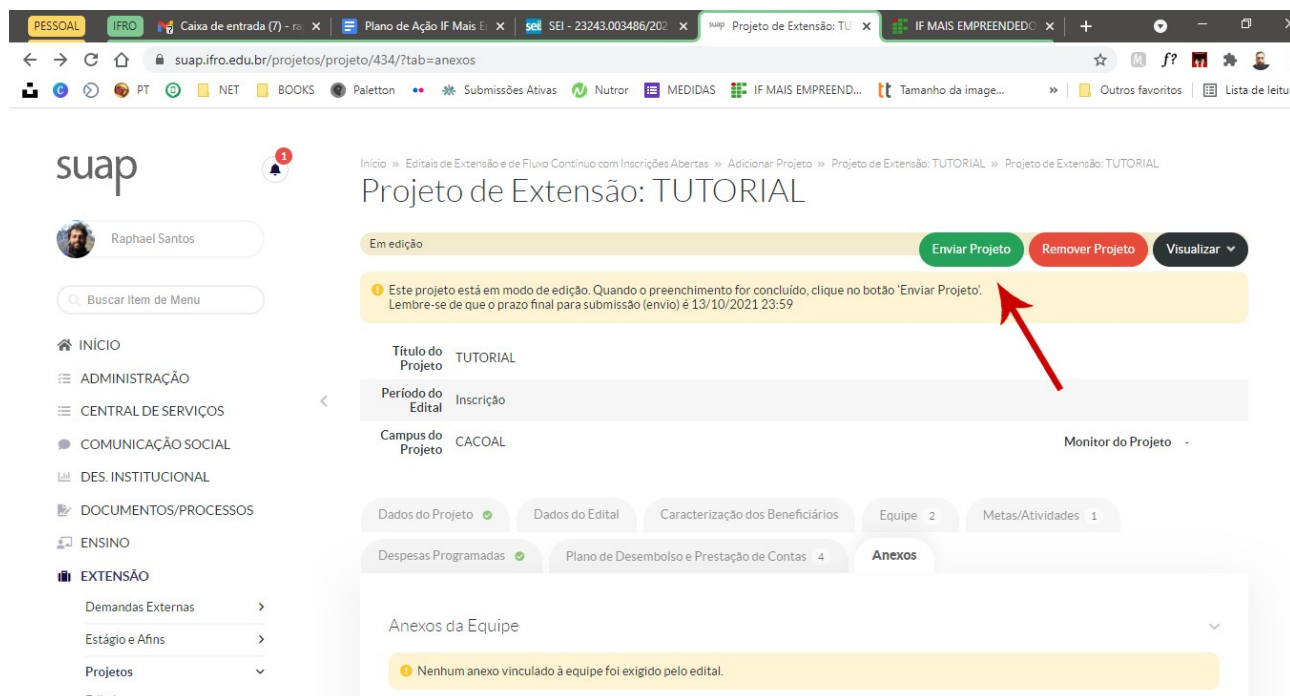 PESSOAL
IFRO
Caixa de entrada (7) - ra
Plano de Ação IF Mais E
sei SEI - 23243.003486/202
suap Projeto de Extensão: TU
IF MAIS EMPREENDEDO
suap.ifro.edu.br/projetos/projeto/434/?tab=anexos
f?
PT
NET
BOOKS
Paletton
Submissões Ativas
Nutror
MEDIDAS
IF MAIS EMPREEND...
Tamanho da image...
»
Outros favoritos
Lista de leitu
suap
1
Início » Editais de Extensão e de Fluxo Contínuo com Inscrições Abertas » Adicionar Projeto » Projeto de Extensão: TUTORIAL » Projeto de Extensão: TUTORIAL
Projeto de Extensão: TUTORIAL
Raphael Santos
Em edição
Enviar Projeto
Remover Projeto
Visualizar
Buscar Item de Menu
Este projeto está em modo de edição. Quando o preenchimento for concluído, clique no botão 'Enviar Projeto'.
Lembre-se de que o prazo final para submissão (envio) é 13/10/2021 23:59
INÍCIO
ADMINISTRAÇÃO
CENTRAL DE SERVIÇOS
COMUNICAÇÃO SOCIAL
DES. INSTITUCIONAL
DOCUMENTOS/PROCESSOS
ENSINO
EXTENSÃO
Demandas Externas
Estágio e Afins
Projetos
Título do Projeto TUTORIAL
Período do Edital Inscrição
Campus do Projeto CACOAL
Monitor do Projeto -
Dados do Projeto
Dados do Edital
Caracterização dos Beneficiários
Equipe 2
Metas/Atividades 1
Despesas Programadas
Plano de Desembolso e Prestação de Contas 4
Anexos
Anexos da Equipe
Nenhum anexo vinculado à equipe foi exigido pelo edital.